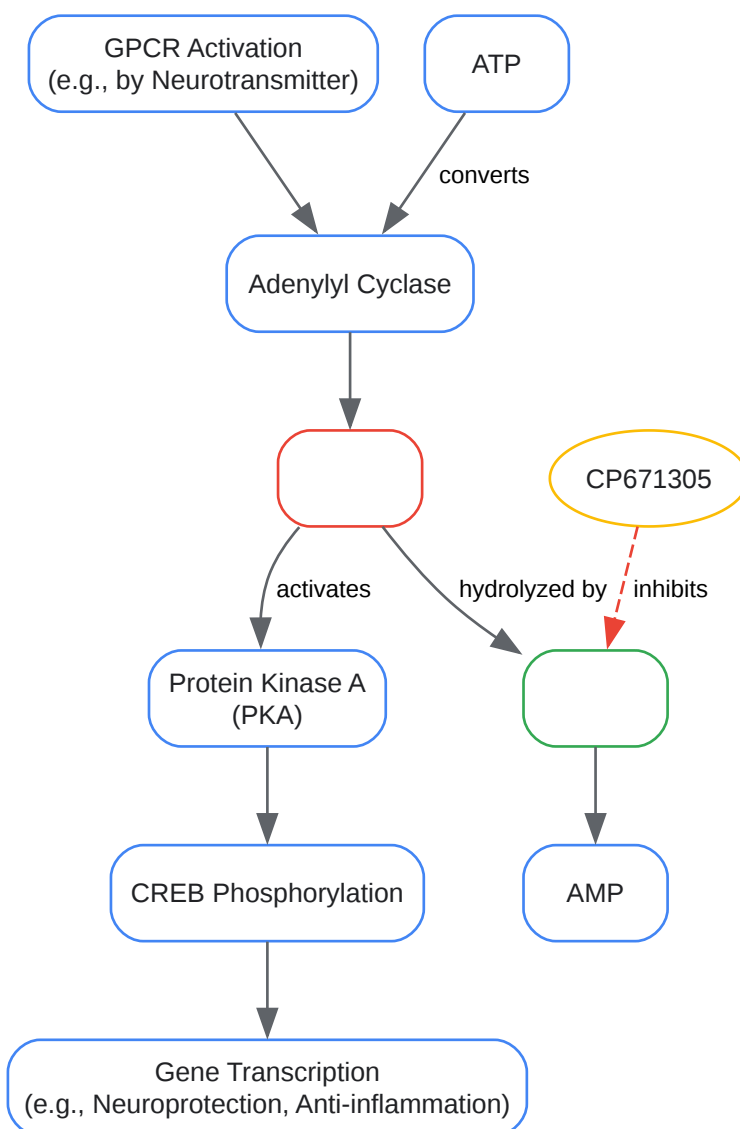 GPCR Activation
(e.g., by Neurotransmitter)
ATP
converts
Adenylyl Cyclase
CP671305
activates
hydrolyzed by
inhibits
Protein Kinase A
(PKA)
CREB Phosphorylation
AMP
Gene Transcription
(e.g., Neuroprotection, Anti-inflammation)